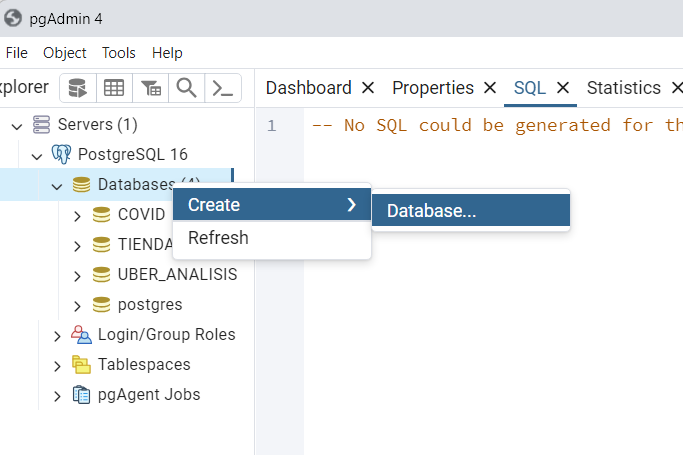 pgAdmin 4
File Object Tools Help
xplorer
Dashboard Properties SQL Statistics
Servers (1)
PostgreSQL 16
Databases (4)
COVID
TIENDA
UBER_ANALISIS
postgres
Login/Group Roles
Tablespaces
pgAgent Jobs
Create
Refresh
Database...
1 -- No SQL could be generated for th